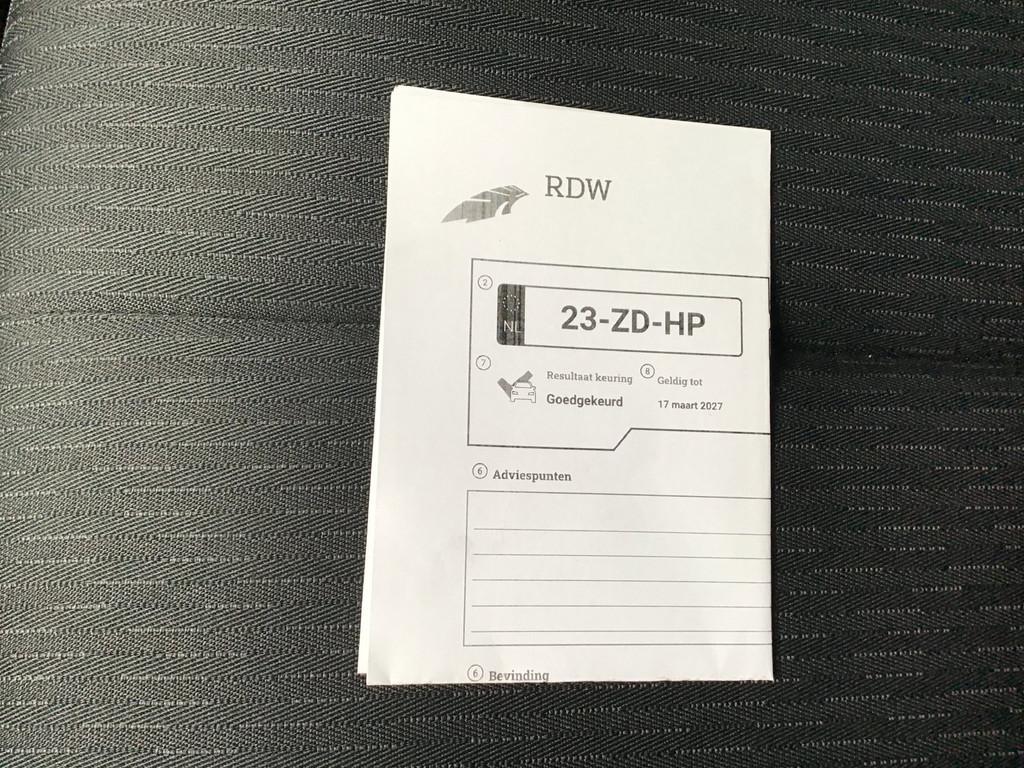 RDW
2
NL
23-ZD-HP
7
Resultaat keuring
Goedgekeurd
8
Geldig tot
17 maart 2027
6 Adviespunten
6 Bevinding